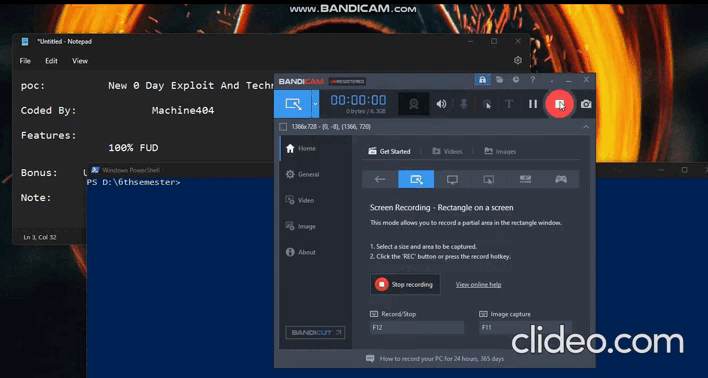 www.BANDICAM.com
*Untitled - Notepad
File Edit View
poc: New 0 Day Exploit And
Coded By: Machine404
Features:
100% FUD
Bonus:
Note:
Ln 3, Col 32
Windows PowerShell
PS D:\6thsemester>
BANDICAM UNREGISTERED
00:00:00
0 bytes / 6.3GB
1366x728 - (0, -8), (1366, 720)
Home
General
Video
Image
About
BANDICUT
Get Started Videos Images
Screen Recording - Rectangle on a screen
This mode allows you to record a partial area in the rectangle window.
1. Select a size and area to be captured.
2. Click the 'REC' button or press the record hotkey.
Stop recording View online help
Record/Stop Image capture
F12 F11
How to record your PC for 24 hours, 365 days
clideo.com